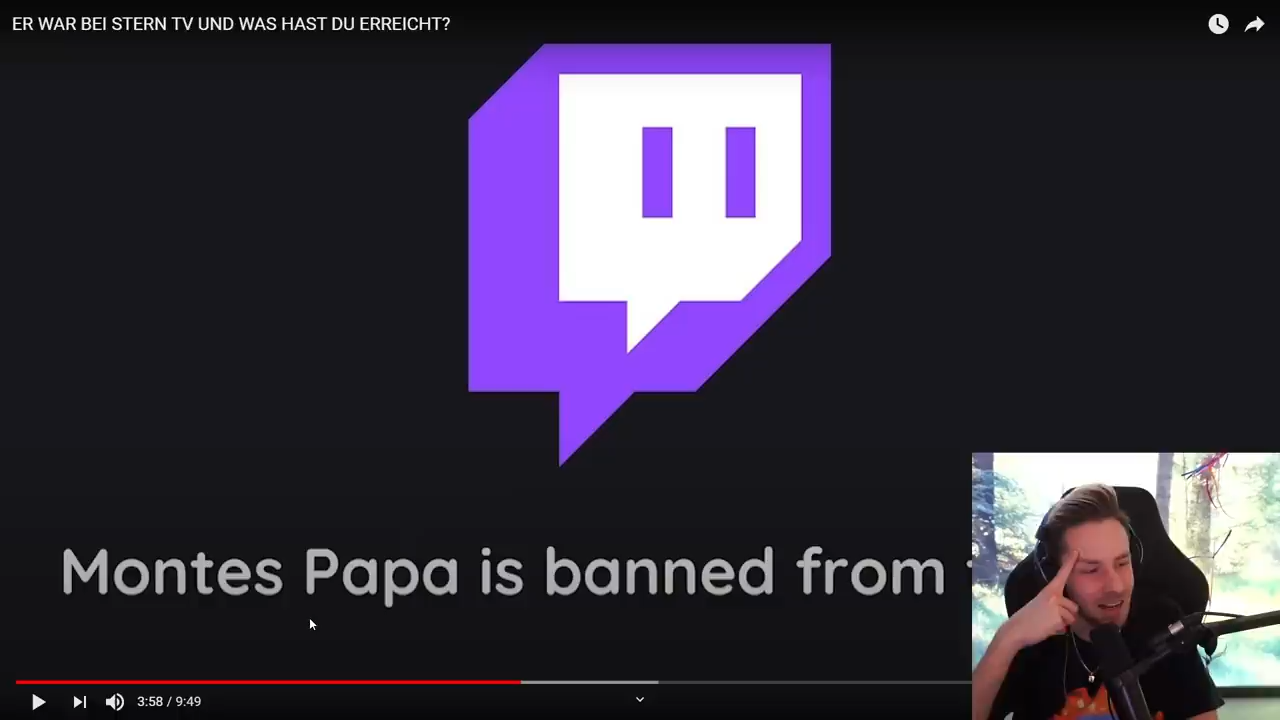 ER WAR BEI STERN TV UND WAS HAST DU ERREICHT?
Montes Papa is banned from
3:58 / 9:49